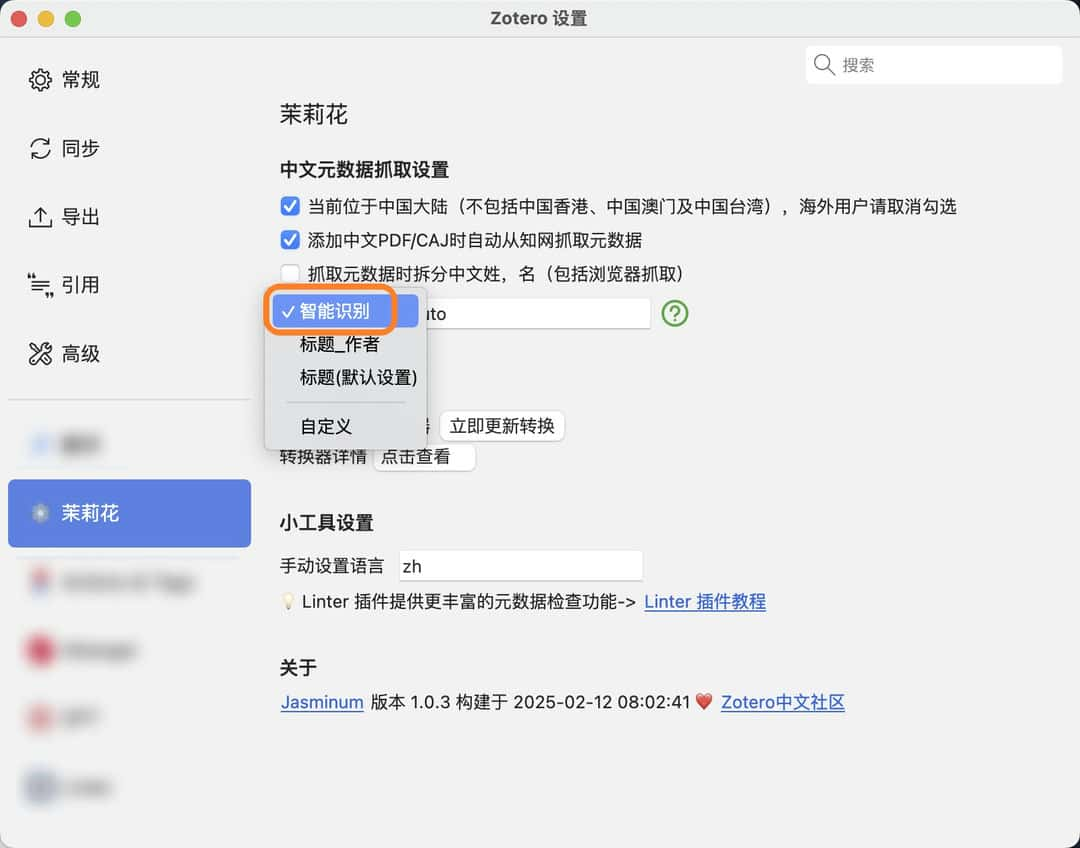 Zotero 设置
常规
同步
导出
引用
高级
茉莉花
搜索
茉莉花
中文元数据抓取设置
当前位于中国大陆（不包括中国香港、中国澳门及中国台湾），海外用户请取消勾选
添加中文PDF/CAJ时自动从知网抓取元数据
抓取元数据时拆分中文姓，名（包括浏览器抓取）
✓ 智能识别
标题_作者
标题(默认设置)
自定义
立即更新转换
转换器详情 点击查看
小工具设置
手动设置语言 zh
💡 Linter 插件提供更丰富的元数据检查功能-> Linter 插件教程
关于
Jasminum 版本 1.0.3 构建于 2025-02-12 08:02:41 ❤️ Zotero中文社区